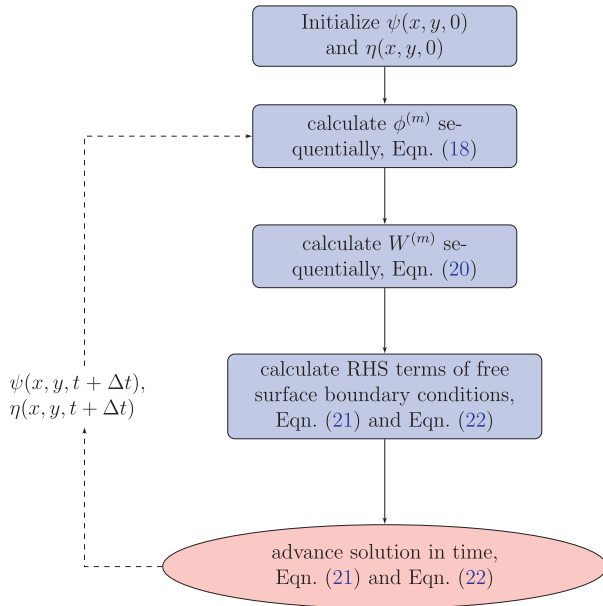 Initialize ψ(x, y, 0)
and η(x, y, 0)
calculate ϕ^(m) se-
quentially, Eqn. (18)
calculate W^(m) se-
quentially, Eqn. (20)
calculate RHS terms of free
surface boundary conditions,
Eqn. (21) and Eqn. (22)
ψ(x, y, t + Δt),
η(x, y, t + Δt)
advance solution in time,
Eqn. (21) and Eqn. (22)